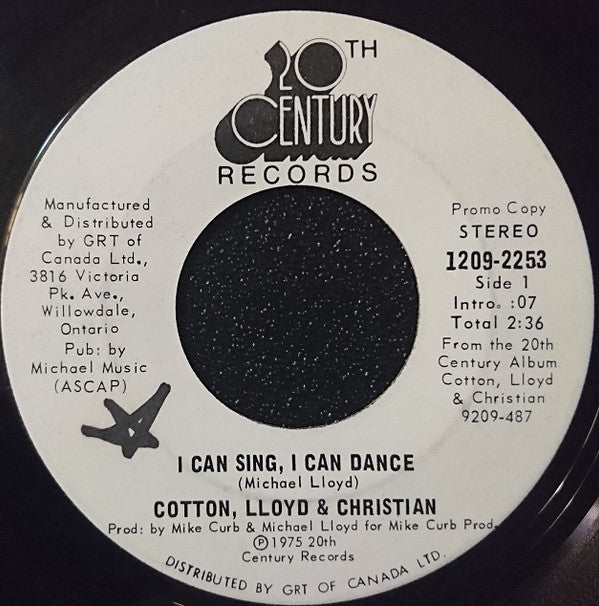 20TH
CENTURY
RECORDS
Manufactured
& Distributed
by GRT of
Canada Ltd.,
3816 Victoria
Pk. Ave.,
Willowdale,
Ontario
Pub: by
Michael Music
(ASCAP)
Promo Copy
STEREO
1209-2253
Side 1
Intro. :07
Total 2:36
From the 20th
Century Album
Cotton, Lloyd
& Christian
9209-487
I CAN SING, I CAN DANCE
(Michael Lloyd)
COTTON, LLOYD & CHRISTIAN
Prod: by Mike Curb & Michael Lloyd for Mike Curb Prod.
Ⓟ 1975 20th
Century Records
DISTRIBUTED BY GRT OF CANADA LTD.